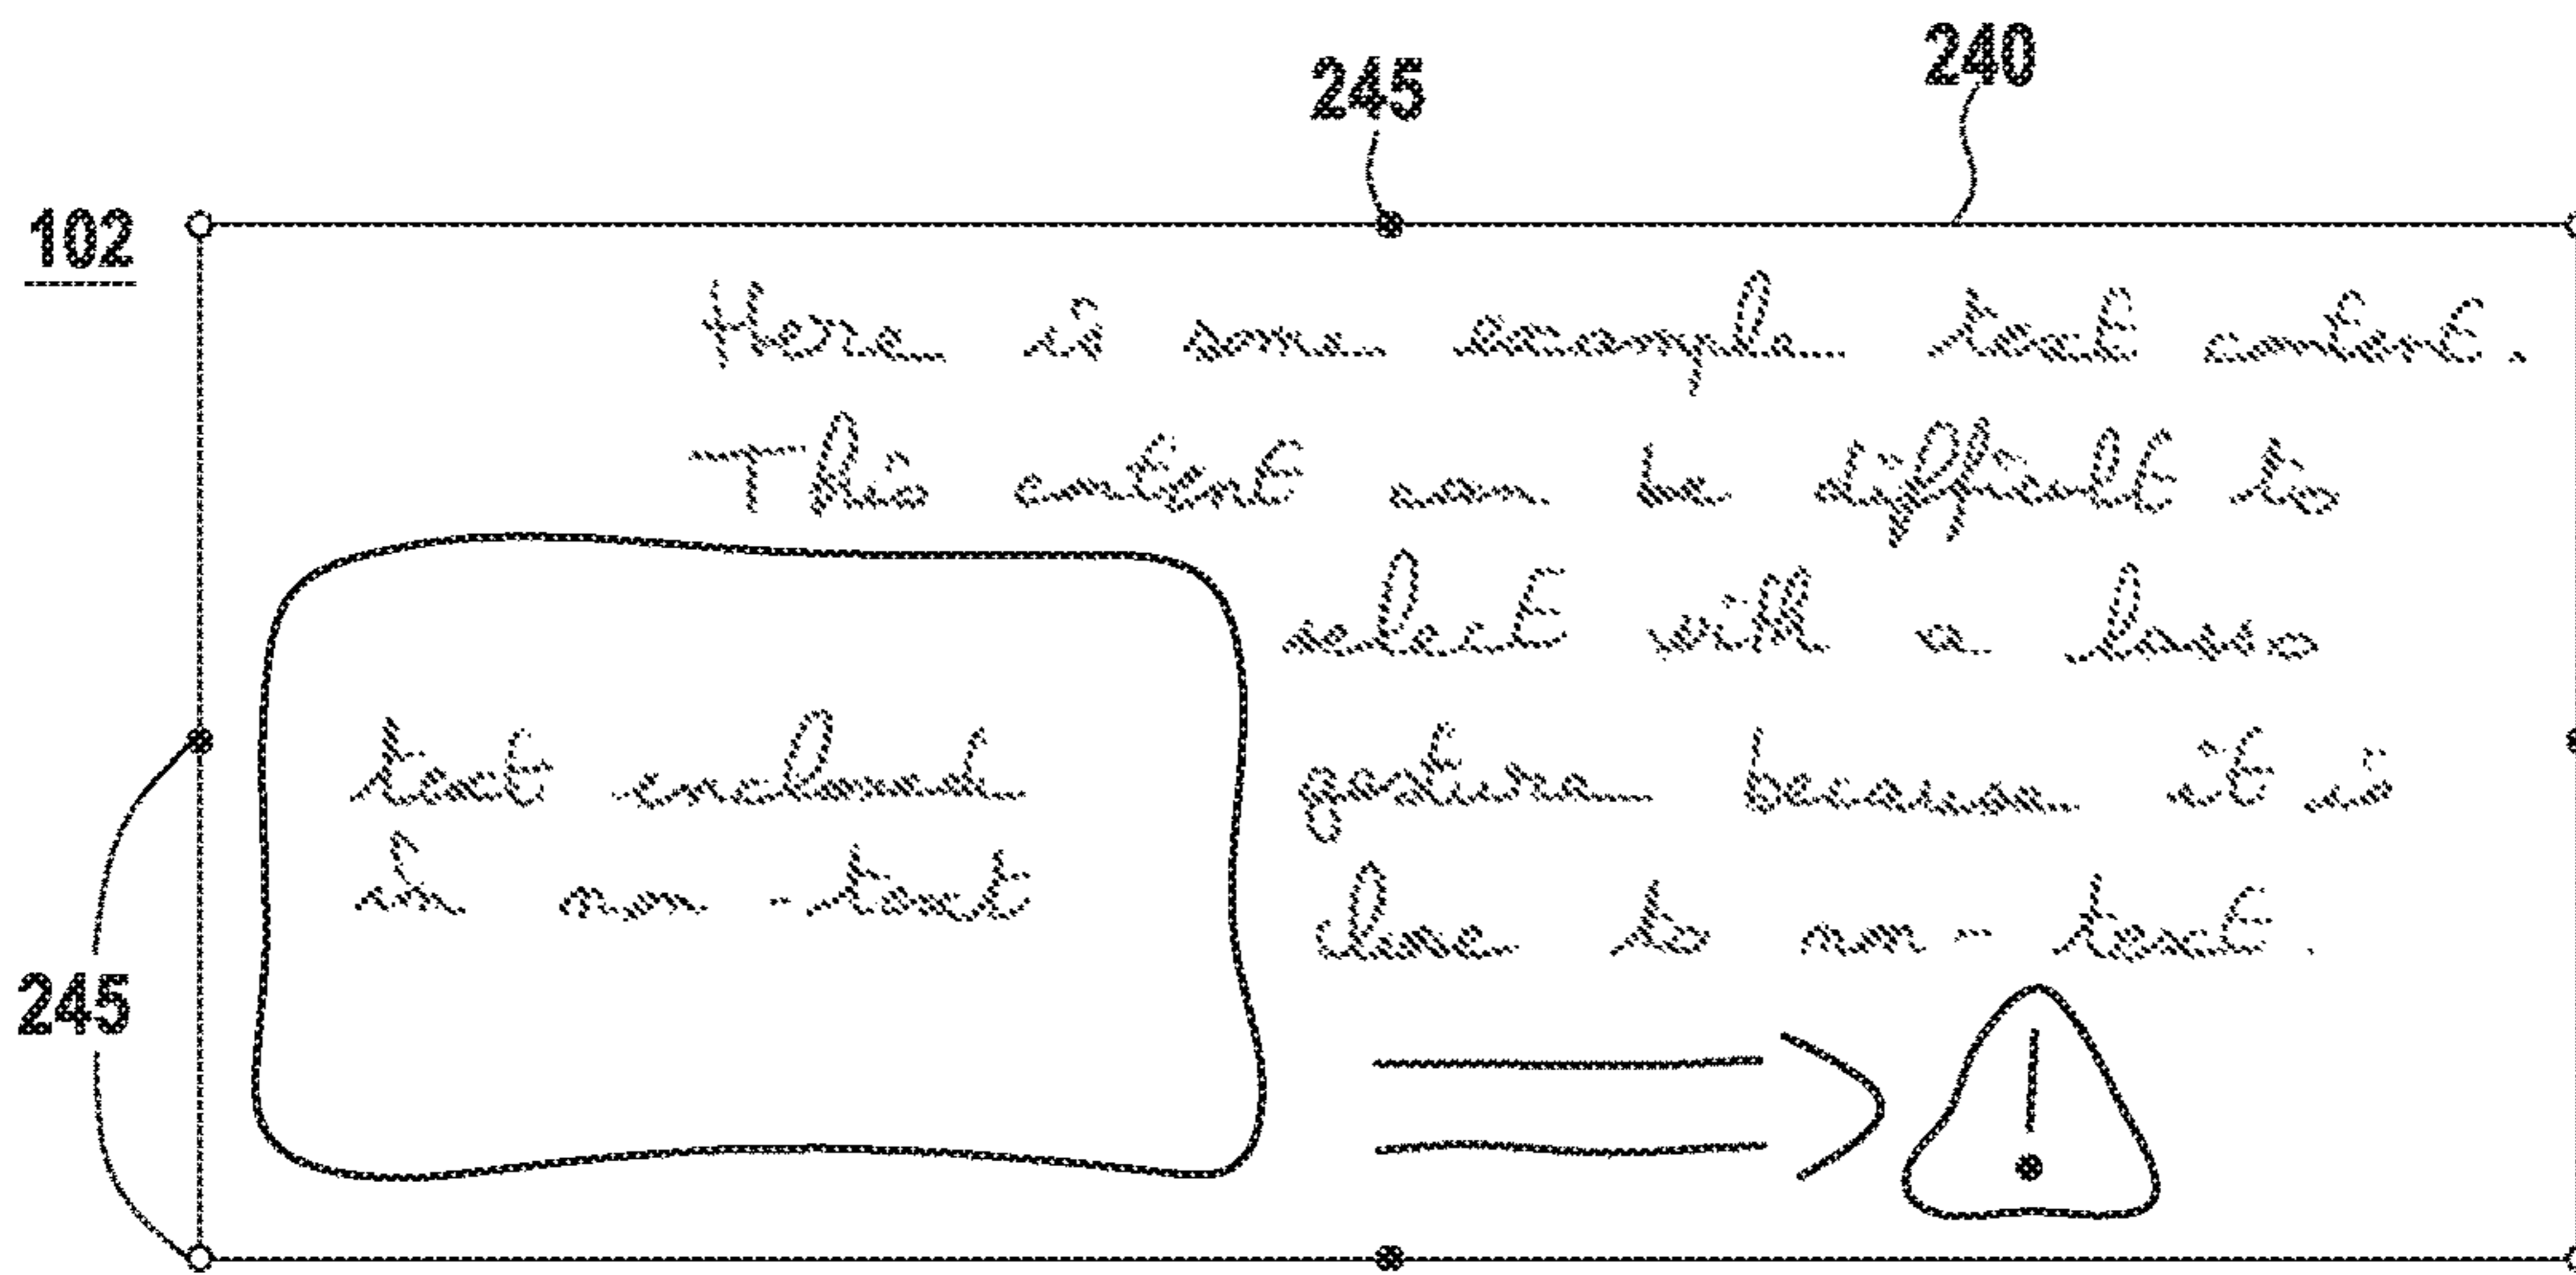 245
240
102
Here is some example text content.
This content can be difficult to
select with a lasso
gesture because it is
close to non-text.
text enclosed
in non-text
!
245